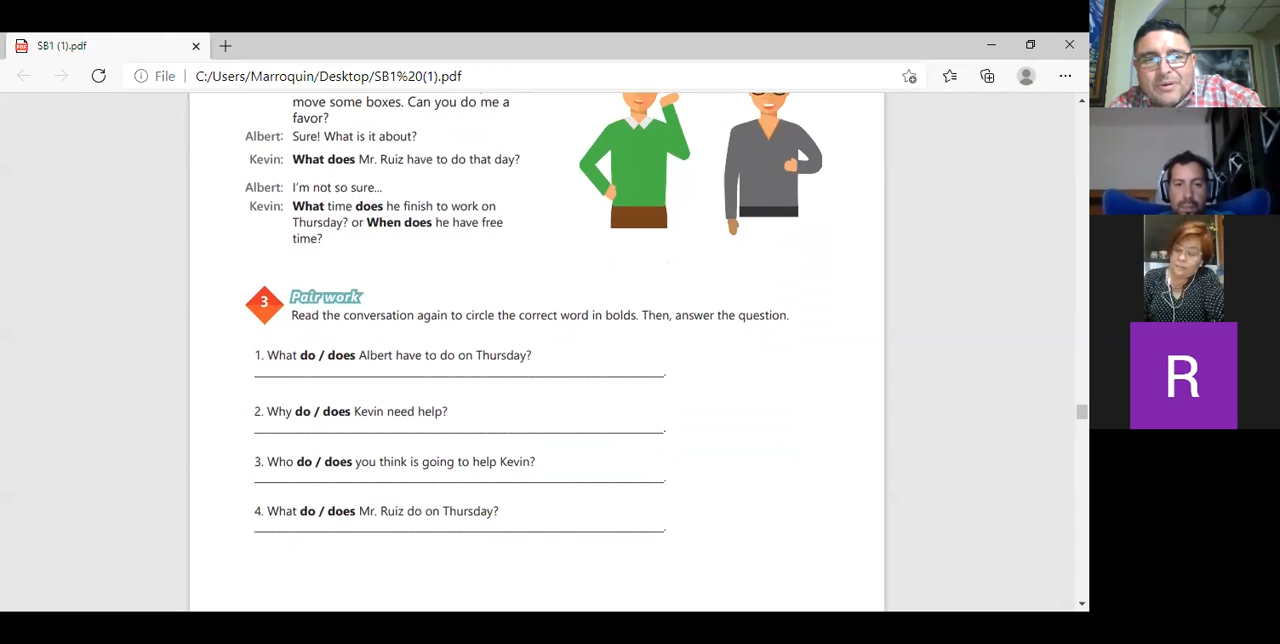 SB1 (1).pdf
File
C:/Users/Marroquin/Desktop/SB1%20(1).pdf
move some boxes. Can you do me a
favor?
Albert: Sure! What is it about?
Kevin: What does Mr. Ruiz have to do that day?
Albert: I'm not so sure...
Kevin: What time does he finish to work on
Thursday? or When does he have free
time?
3 Pair work
Read the conversation again to circle the correct word in bolds. Then, answer the question.
1. What do / does Albert have to do on Thursday?
2. Why do / does Kevin need help?
3. Who do / does you think is going to help Kevin?
4. What do / does Mr. Ruiz do on Thursday?
R